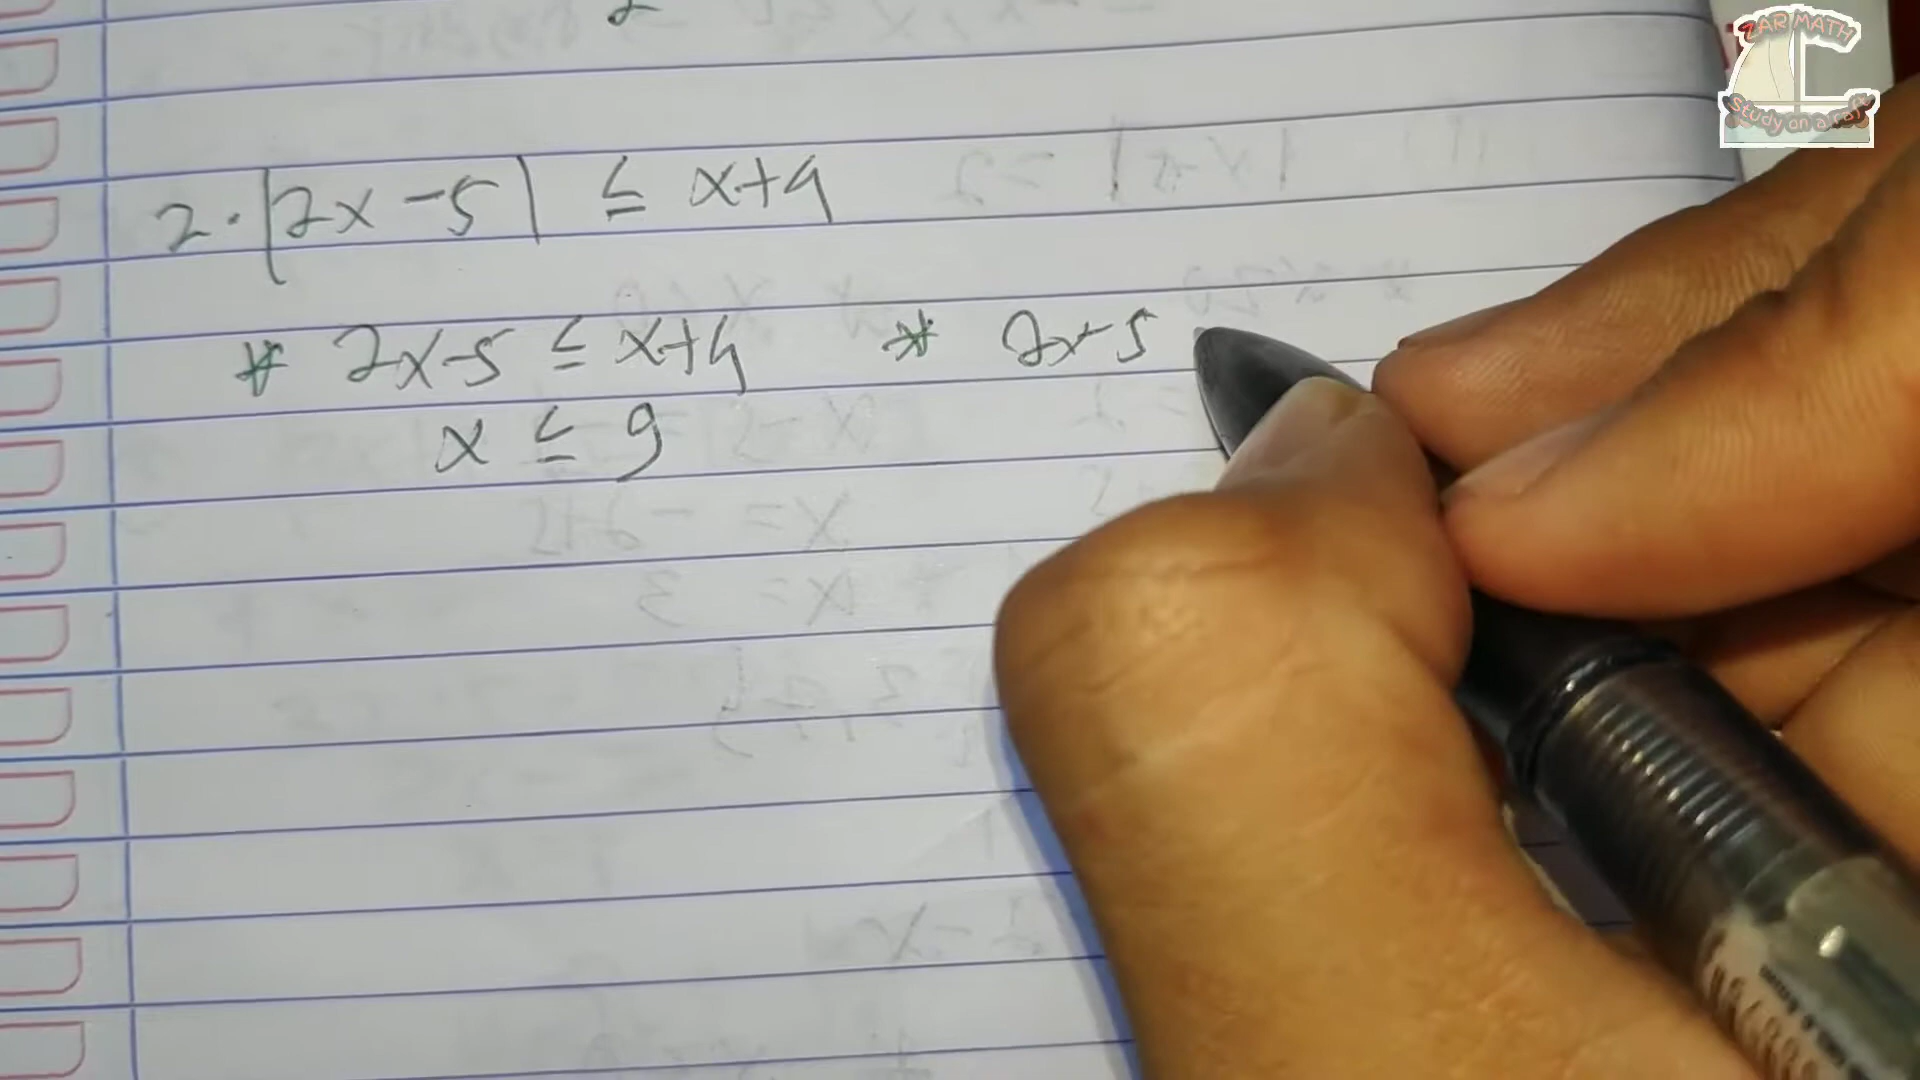 ZAR MATH
Study on a raft
2·|2x-5| ≤ x+4
* 2x-5 ≤ x+4 * 2x-5
x ≤ 9